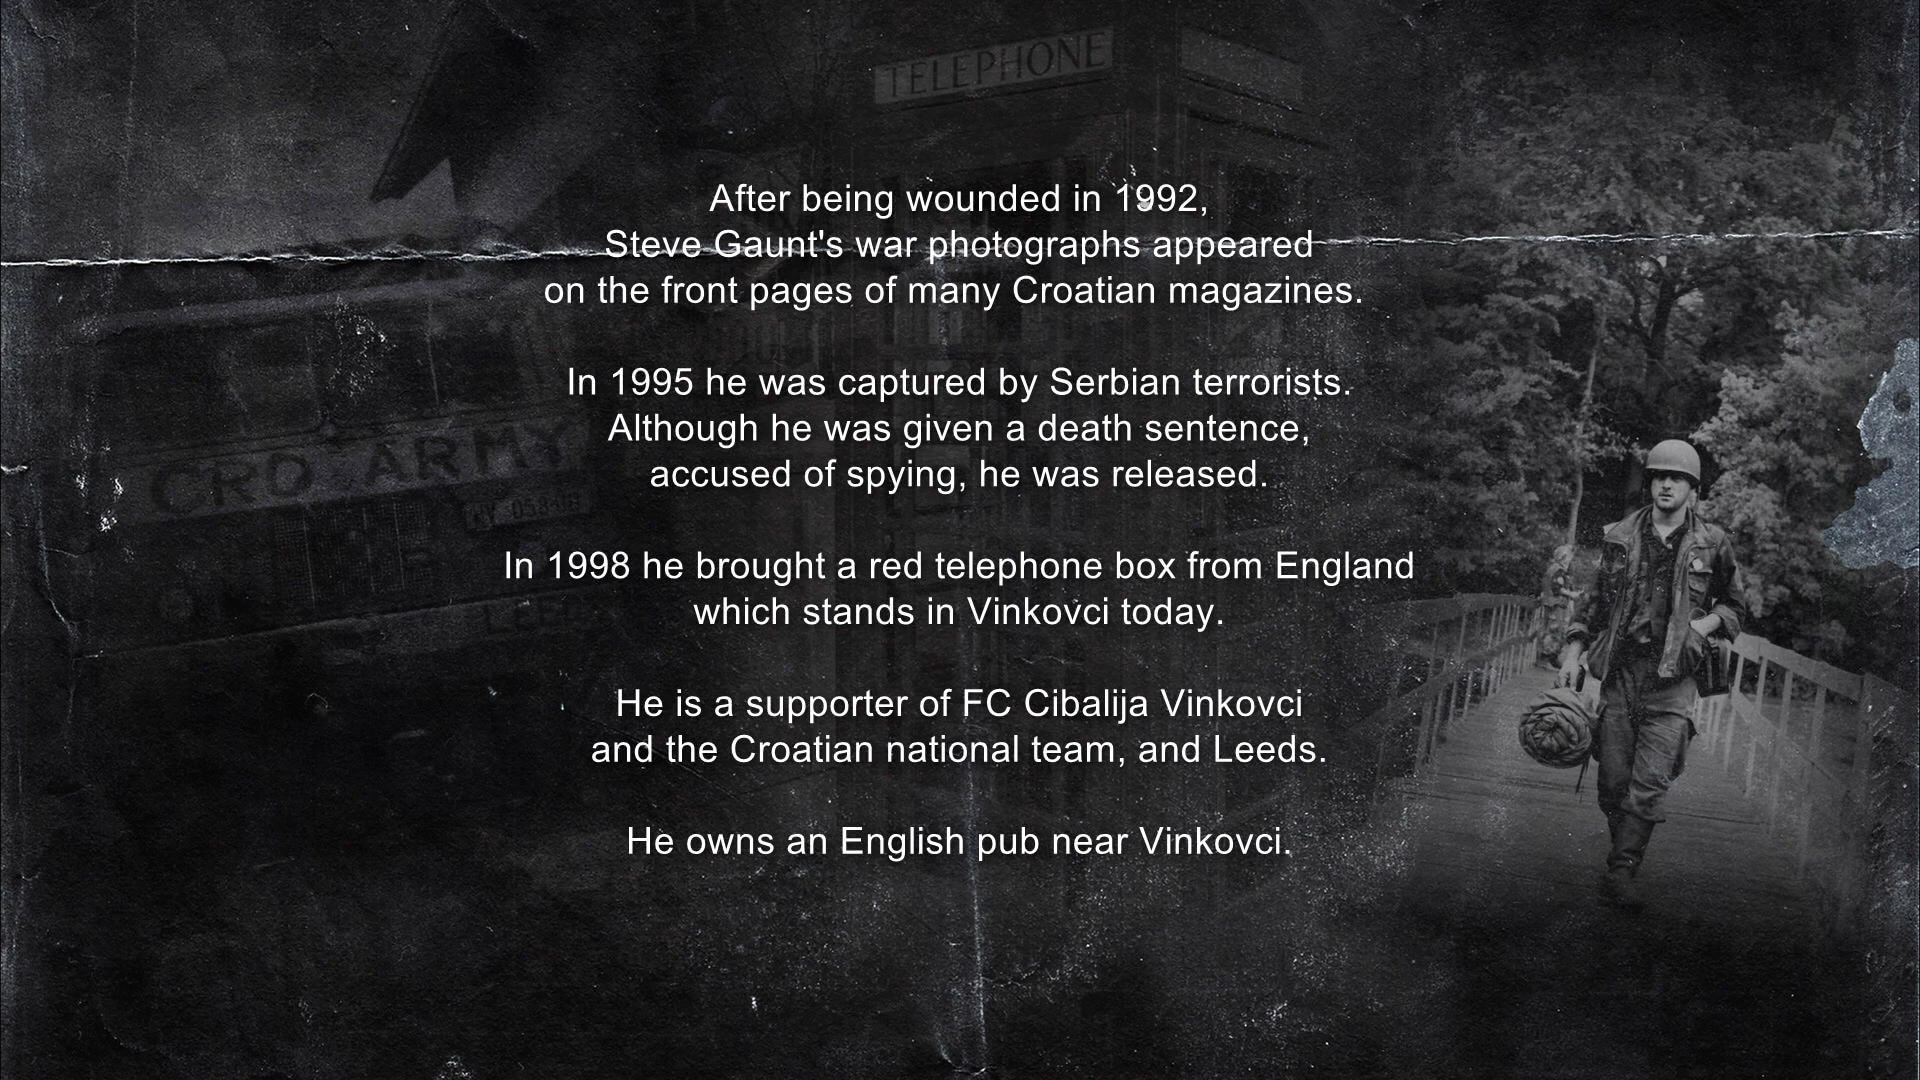 TELEPHONE
After being wounded in 1992,
Steve Gaunt's war photographs appeared
on the front pages of many Croatian magazines.
In 1995 he was captured by Serbian terrorists.
Although he was given a death sentence,
accused of spying, he was released.
CRO ARMY
In 1998 he brought a red telephone box from England
which stands in Vinkovci today.
LEEDS
He is a supporter of FC Cibalija Vinkovci
and the Croatian national team, and Leeds.
He owns an English pub near Vinkovci.